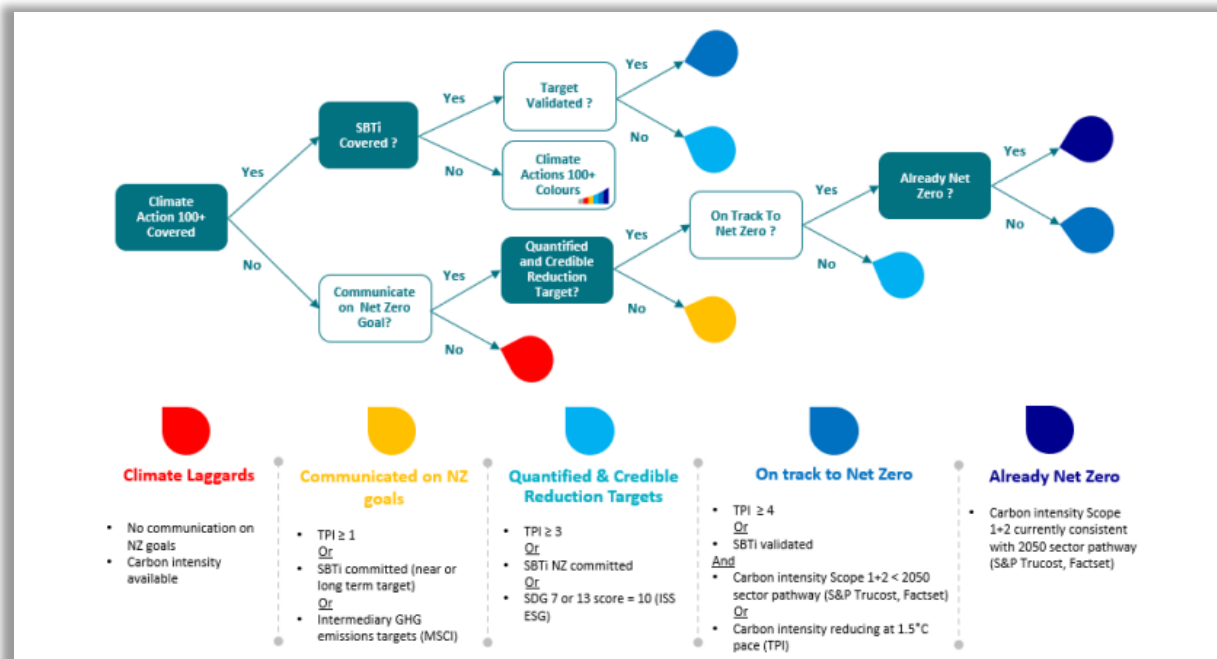 Climate
Action 100+
Covered
Yes
No
SBTi
Covered ?
Yes
No
Target
Validated ?
Yes
No
Climate
Actions 100+
Colours
Communicate
on Net Zero
Goal?
Yes
No
Quantified
and Credible
Reduction
Target?
Yes
No
On Track To
Net Zero ?
Yes
No
Already Net
Zero ?
Yes
No
Climate Laggards
• No communication on
NZ goals
• Carbon intensity
available
Communicated on NZ
goals
• TPI ≥ 1
Or
• SBTi committed (near or
long term target)
Or
• Intermediary GHG
emissions targets (MSCI)
Quantified & Credible
Reduction Targets
• TPI ≥ 3
Or
• SBTi NZ committed
Or
• SDG 7 or 13 score = 10 (ISS
ESG)
On track to Net Zero
• TPI ≥ 4
Or
• SBTi validated
And
• Carbon intensity Scope 1+2 < 2050
sector pathway (S&P Trucost, Factset)
Or
• Carbon intensity reducing at 1.5°C
pace (TPI)
Already Net Zero
• Carbon intensity Scope
1+2 currently consistent
with 2050 sector pathway
(S&P Trucost, Factset)